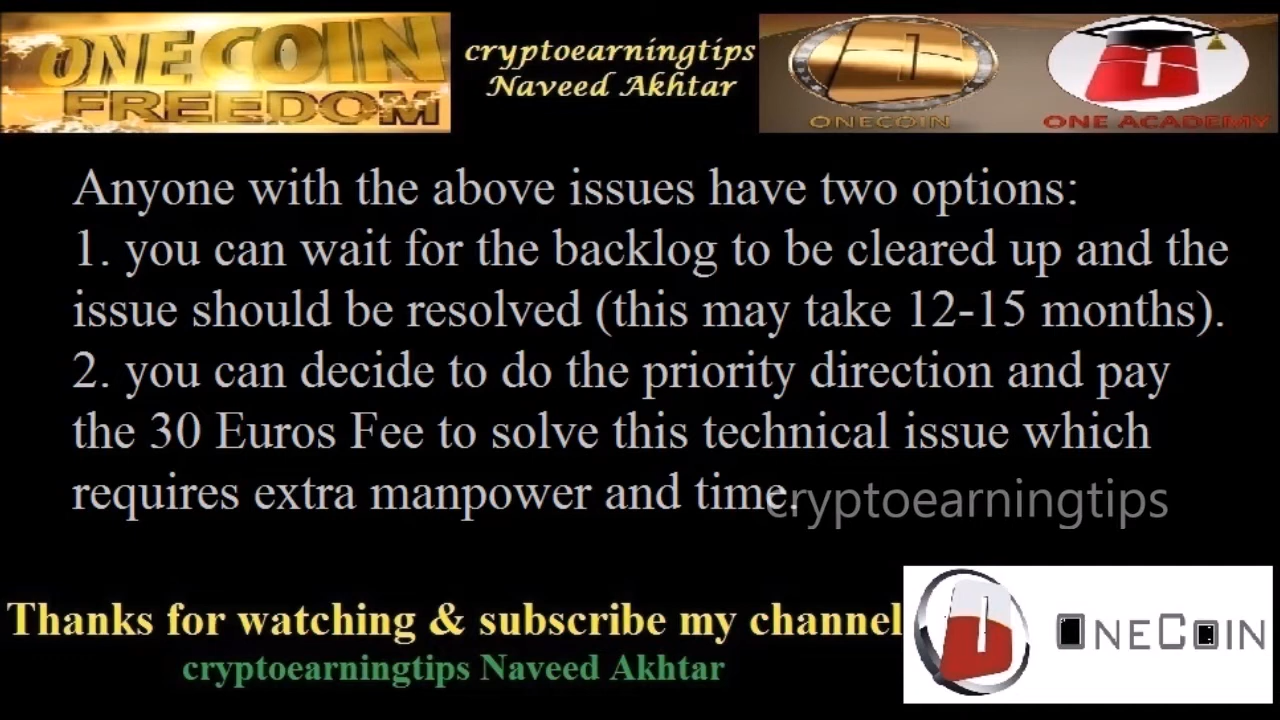 ONE COIN
FREEDOM
cryptoearningtips
Naveed Akhtar
ONECOIN
ONE ACADEMY
Anyone with the above issues have two options:
1. you can wait for the backlog to be cleared up and the
issue should be resolved (this may take 12-15 months).
2. you can decide to do the priority direction and pay
the 30 Euros Fee to solve this technical issue which
requires extra manpower and time.
cryptoearningtips
Thanks for watching & subscribe my channel
cryptoearningtips Naveed Akhtar
ONECOIN